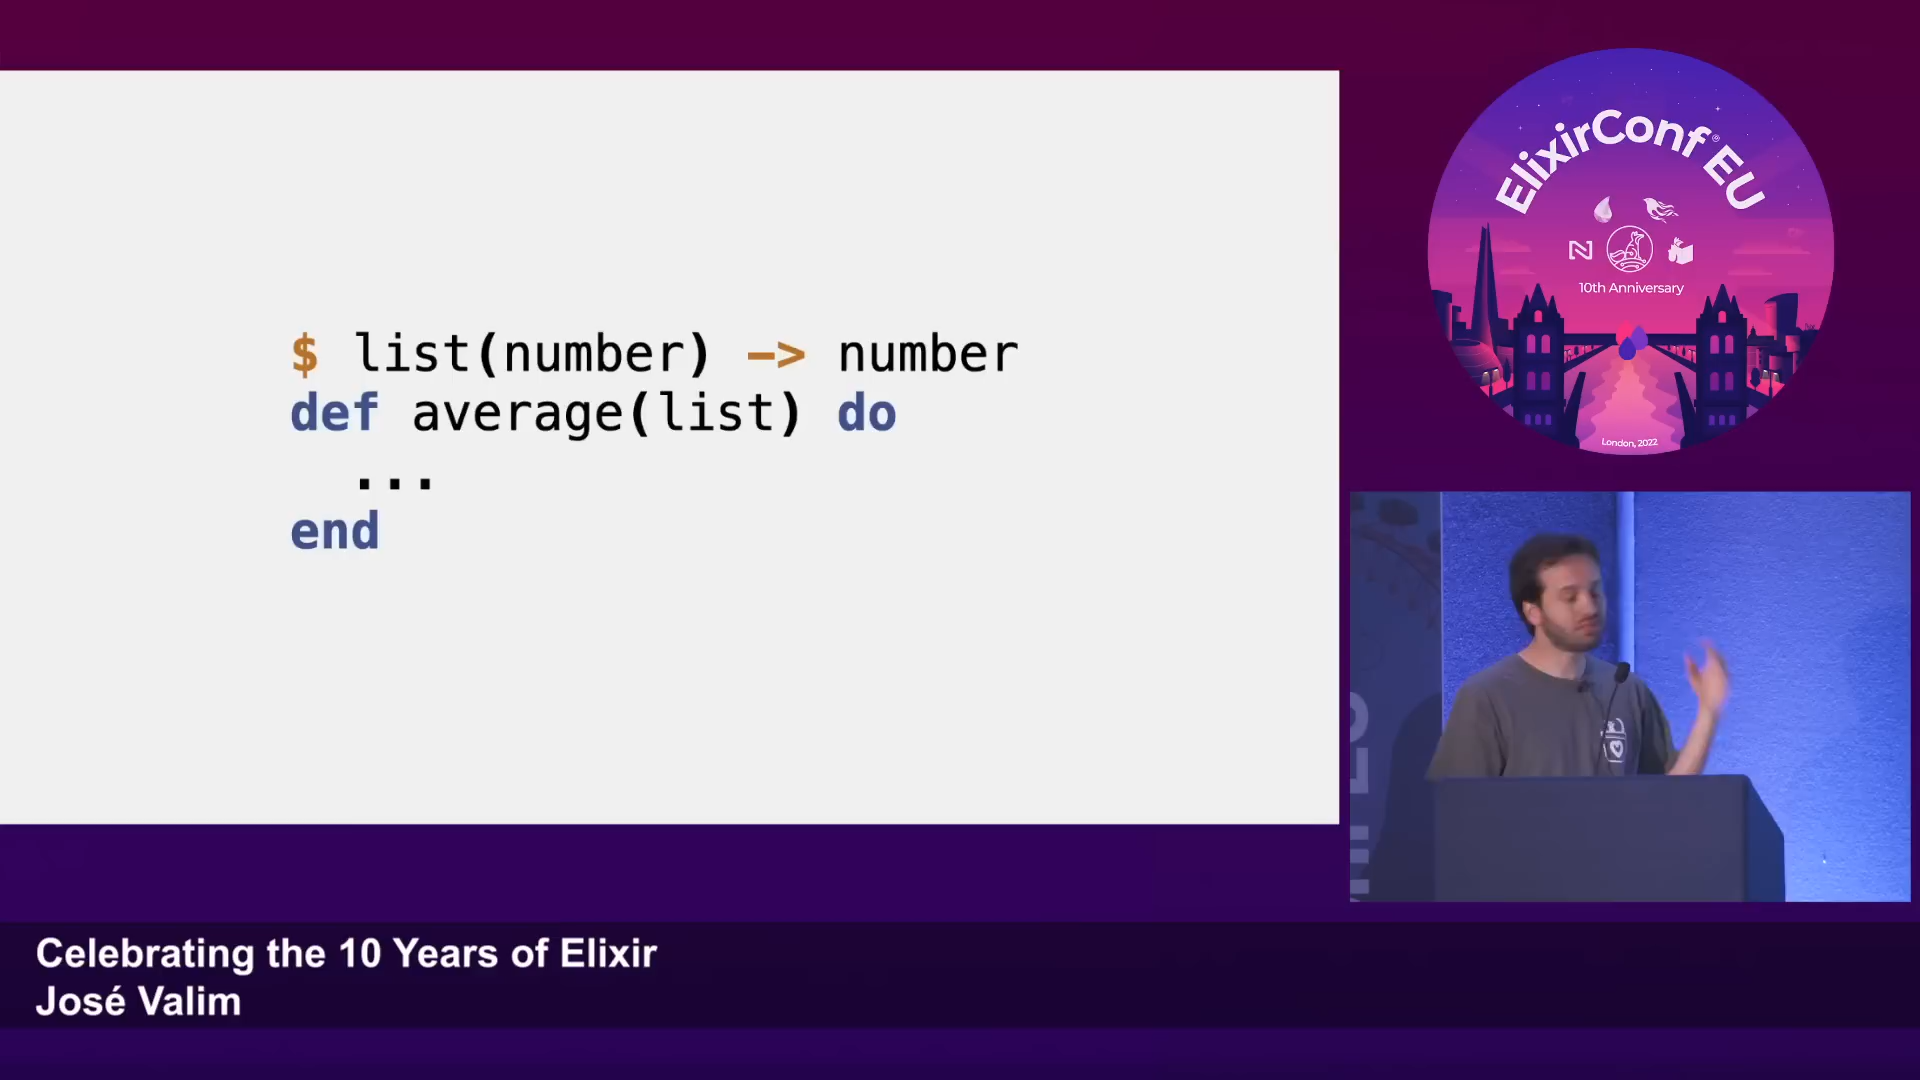 $ list(number) -> number
def average(list) do
...
end
ElixirConf® EU
N
10th Anniversary
London, 2022
Celebrating the 10 Years of Elixir
José Valim